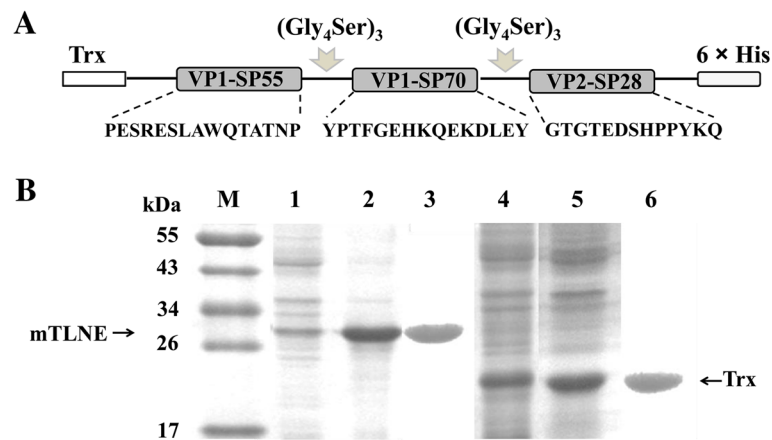 A
(Gly4Ser)3 (Gly4Ser)3
Trx VP1-SP55 VP1-SP70 VP2-SP28 6 × His
PESRESLAWQTATNP YPTFGEHKQEKDLEY GTGTEDSHPPYKQ
B
kDa M 1 2 3 4 5 6
55
43
34
mTLNE →
26
←Trx
17